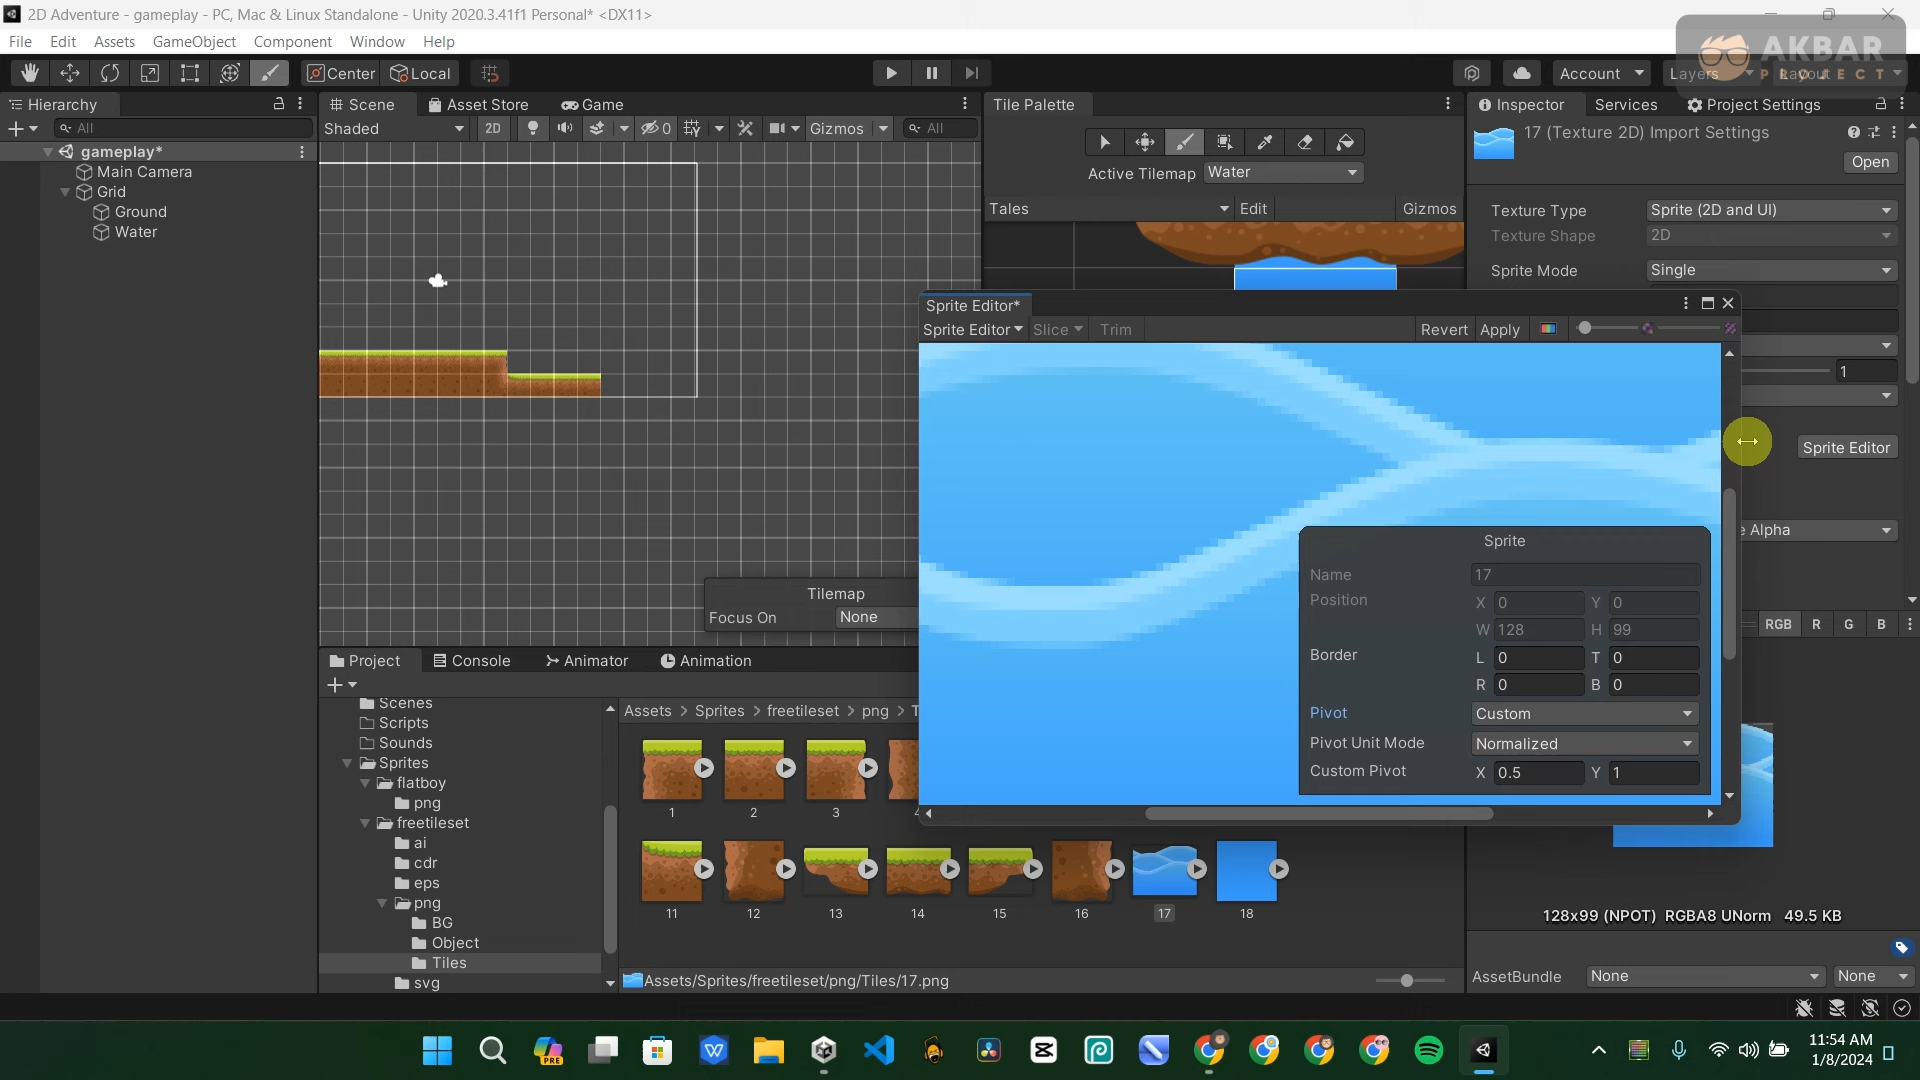 2D Adventure - gameplay - PC, Mac & Linux Standalone - Unity 2020.3.41f1 Personal* <DX11>
AKBAR
PROJECT
File Edit Assets GameObject Component Window Help
Center Local Account Layers Layout
Hierarchy
All
gameplay*
Main Camera
Grid
Ground
Water
Scene Asset Store Game
Shaded 2D 0 Gizmos All
Tilemap
Focus On None
Tile Palette
Active Tilemap Water
Tales Edit Gizmos
Inspector Services Project Settings
17 (Texture 2D) Import Settings
Open
Texture Type Sprite (2D and UI)
Texture Shape 2D
Sprite Mode Single
1
Sprite Editor
e Alpha
RGB R G B
Sprite Editor*
Sprite Editor Slice Trim Revert Apply
Sprite
Name 17
Position X 0 Y 0
W 128 H 99
Border L 0 T 0
R 0 B 0
Pivot Custom
Pivot Unit Mode Normalized
Custom Pivot X 0.5 Y 1
Project Console Animator Animation
Scenes
Scripts
Sounds
Sprites
flatboy
png
freetileset
ai
cdr
eps
png
BG
Object
Tiles
svg
Assets > Sprites > freetileset > png > T
1 2 3 4
11 12 13 14 15 16 17 18
Assets/Sprites/freetileset/png/Tiles/17.png
128x99 (NPOT) RGBA8 UNorm 49.5 KB
AssetBundle None None
PRE
11:54 AM
1/8/2024